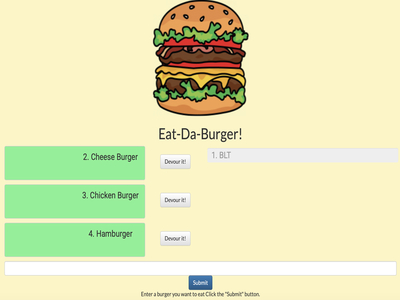 Eat-Da-Burger!
2. Cheese Burger
Devour it!
1. BLT
3. Chicken Burger
Devour it!
4. Hamburger
Devour it!
Submit
Enter a burger you want to eat Click the "Submit" button.